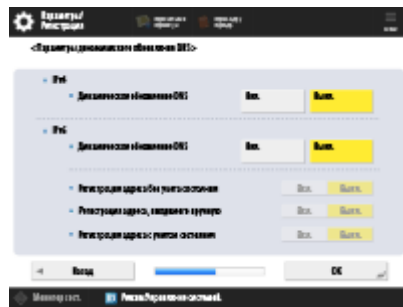 Параметры/
Регистрация
<Параметры динамического обновления DNS>
Динамическое обновление DNS Вкл. Выкл.
IPv6
Динамическое обновление DNS Вкл. Выкл.
Регистрация адреса без учета состояния Вкл. Выкл.
Регистрация адреса, введенного вручную Вкл. Выкл.
Регистрация адреса с учетом состояния Вкл. Выкл.
Назад OK
Монитор сост.